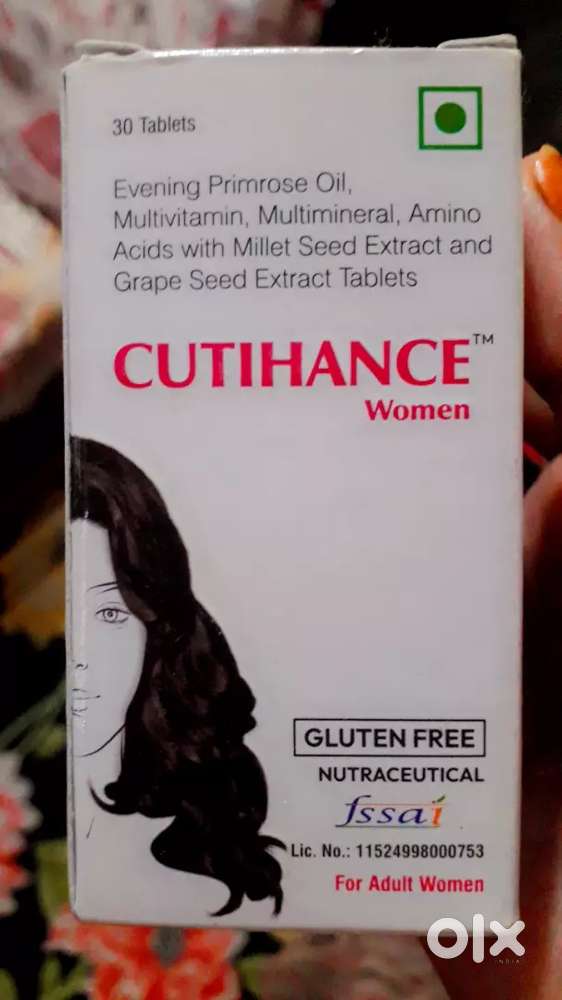 30 Tablets
Evening Primrose Oil,
Multivitamin, Multimineral, Amino
Acids with Millet Seed Extract and
Grape Seed Extract Tablets
CUTIHANCE™
Women
GLUTEN FREE
NUTRACEUTICAL
fssai
Lic. No.: 11524998000753
For Adult Women
olx
INDIA